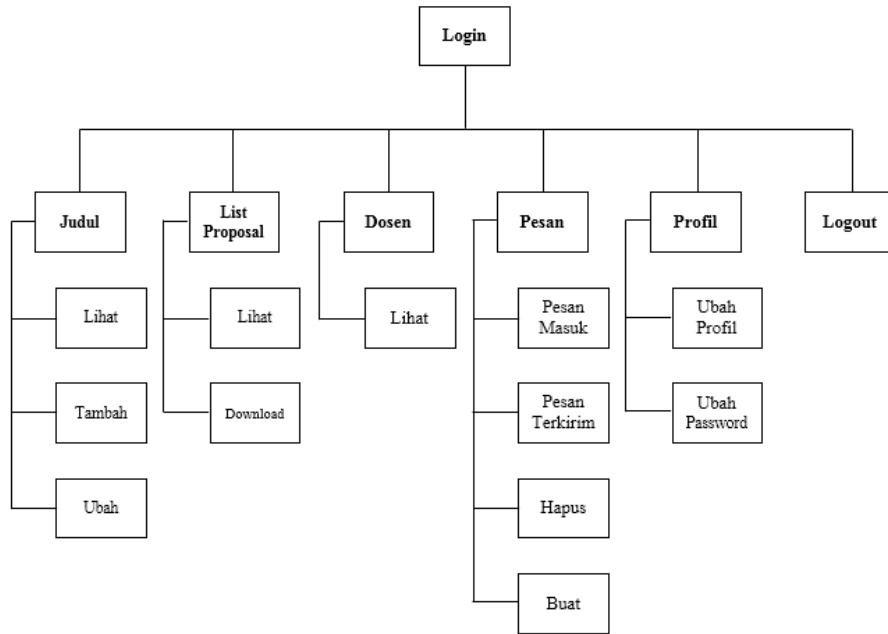 Login
Judul
List
Proposal
Dosen
Pesan
Profil
Logout
Lihat
Lihat
Lihat
Pesan
Masuk
Ubah
Profil
Tambah
Download
Pesan
Terkirim
Ubah
Password
Ubah
Hapus
Buat